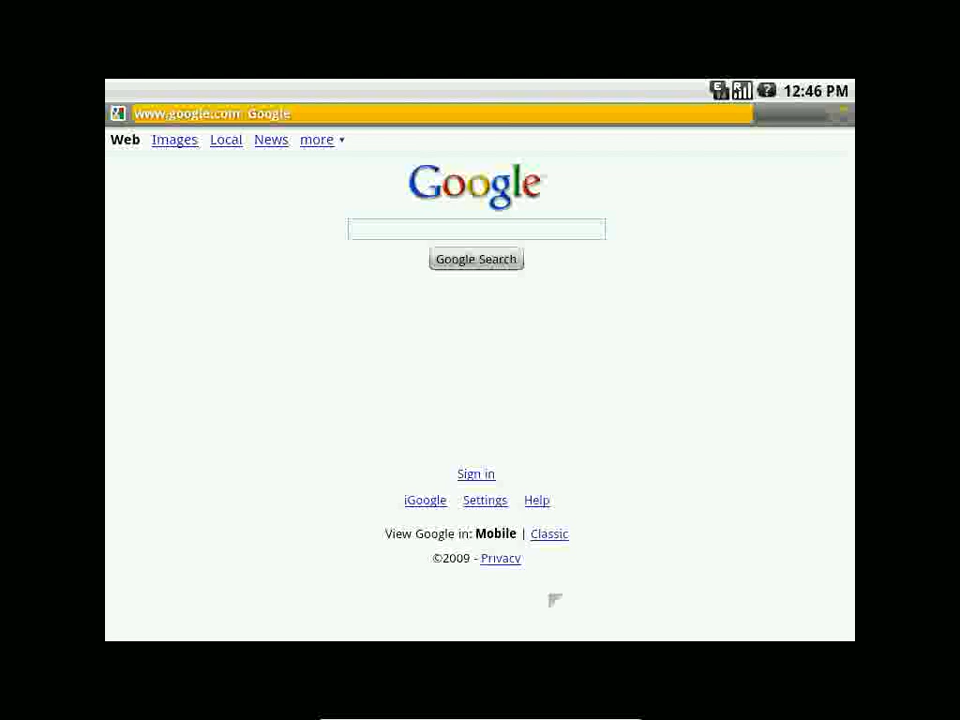 12:46 PM
www.google.com Google
Web Images Local News more
Google
Google Search
Sign in
iGoogle Settings Help
View Google in: Mobile | Classic
©2009 - Privacy